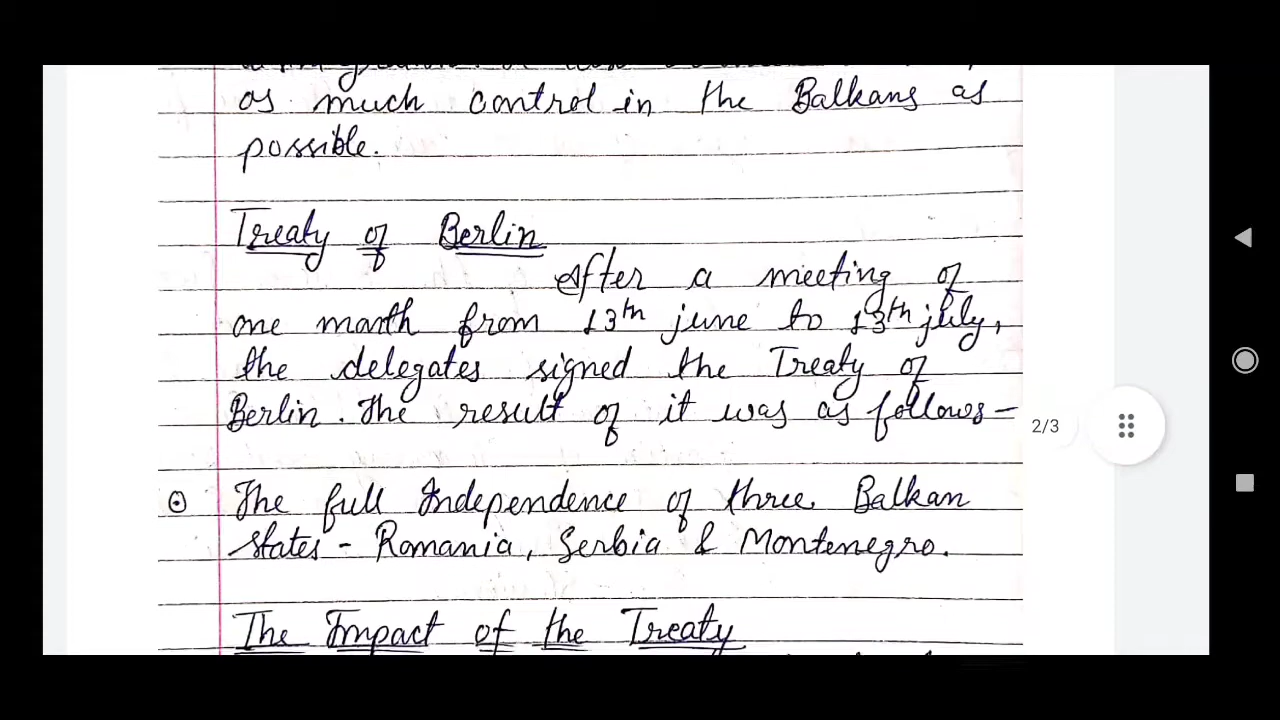 as much control in the Balkans as
possible.
Treaty of Berlin
After a meeting of
one month from 13th june to 13th july,
the delegates signed the Treaty of
Berlin. The result of it was as follows-
The full Independence of three Balkan
states - Romania, Serbia & Montenegro.
2/3
The Impact of the Treaty